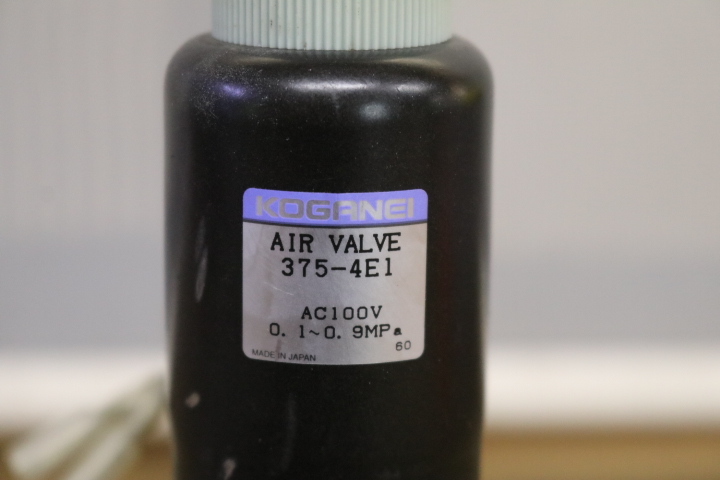 KOGANEI
AIR VALVE
375-4E1
AC100V
0.1~0.9MPa
60
MADE IN JAPAN